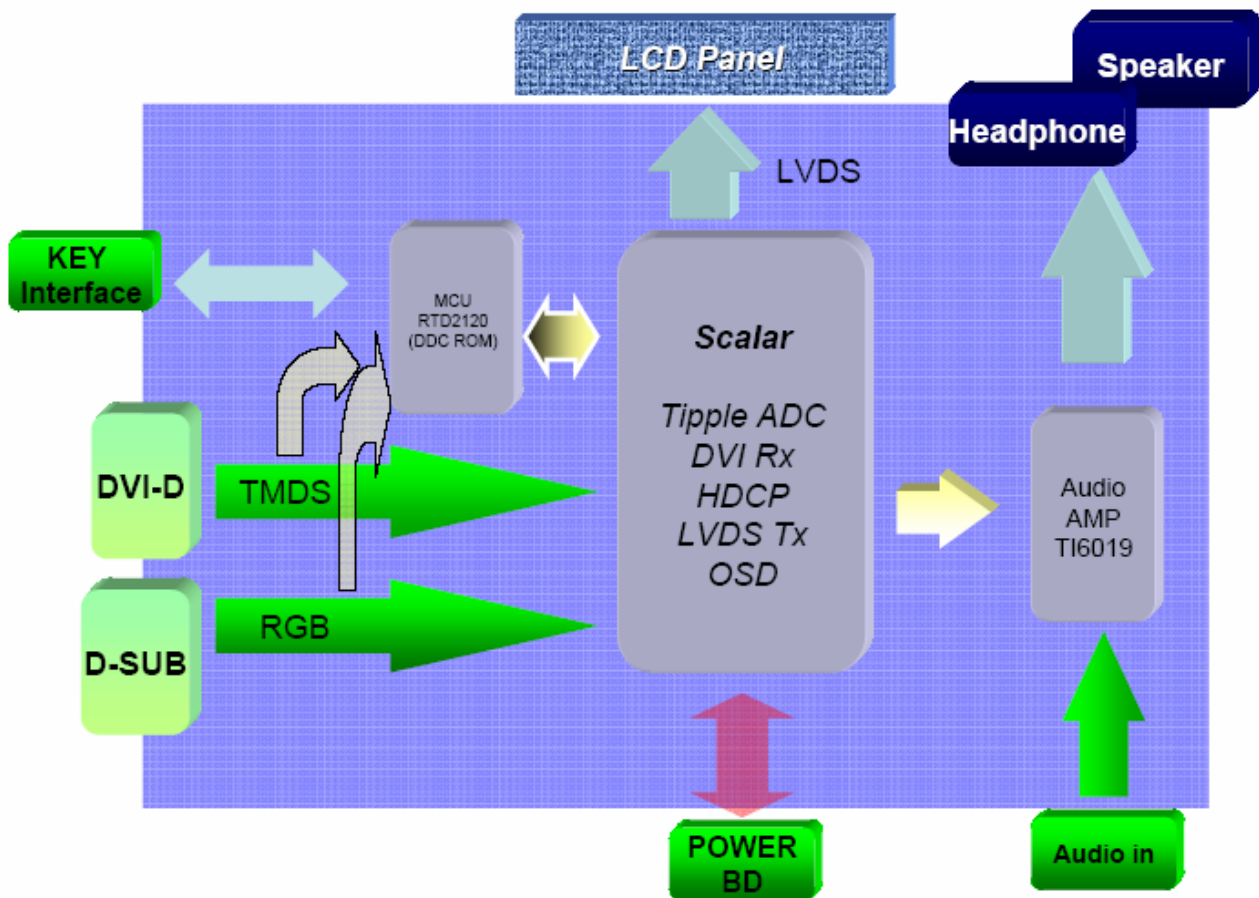 LCD Panel
Speaker
Headphone
LVDS
KEY
Interface
MCU
RTD2120
(DDC ROM)
Scalar
Tipple ADC
DVI Rx
HDCP
LVDS Tx
OSD
DVI-D
TMDS
Audio
AMP
TI6019
D-SUB
RGB
POWER
BD
Audio in